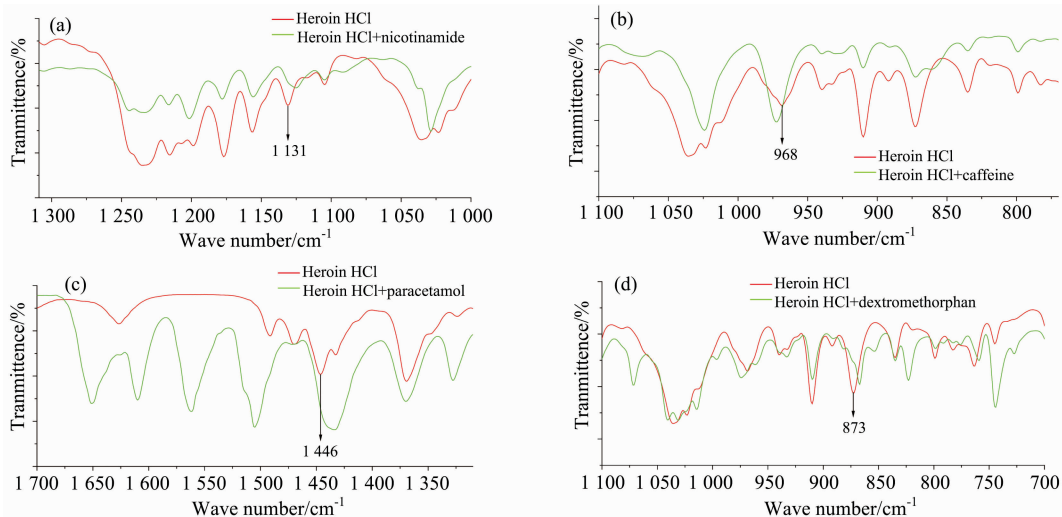 (a)
Heroin HCl
Heroin HCl+nicotinamide
Tranmittence/%
1 131
1 300 1 250 1 200 1 150 1 100 1 050 1 000
Wave number/cm-1
(b)
Tranmittence/%
968
Heroin HCl
Heroin HCl+caffeine
1 100 1 050 1 000 950 900 850 800
Wave number/cm-1
(c)
Heroin HCl
Heroin HCl+paracetamol
Tranmittence/%
1 446
1 700 1 650 1 600 1 550 1 500 1 450 1 400 1 350
Wave number/cm-1
(d)
Heroin HCl
Heroin HCl+dextromethorphan
Tranmittence/%
873
1 100 1 050 1 000 950 900 850 800 750 700
Wave number/cm-1